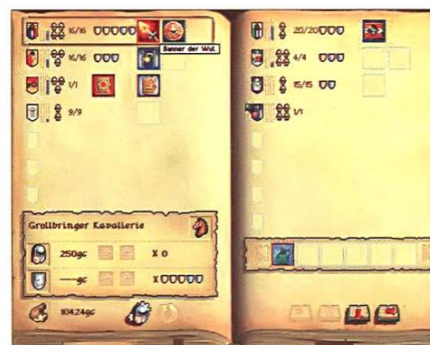 16/16
Banner der Wut
16/16
1/1
9/9
Grollbringer Kavallerie
250gc X 0
gc X
10424gc
20/20
4/4
15/15
1/1